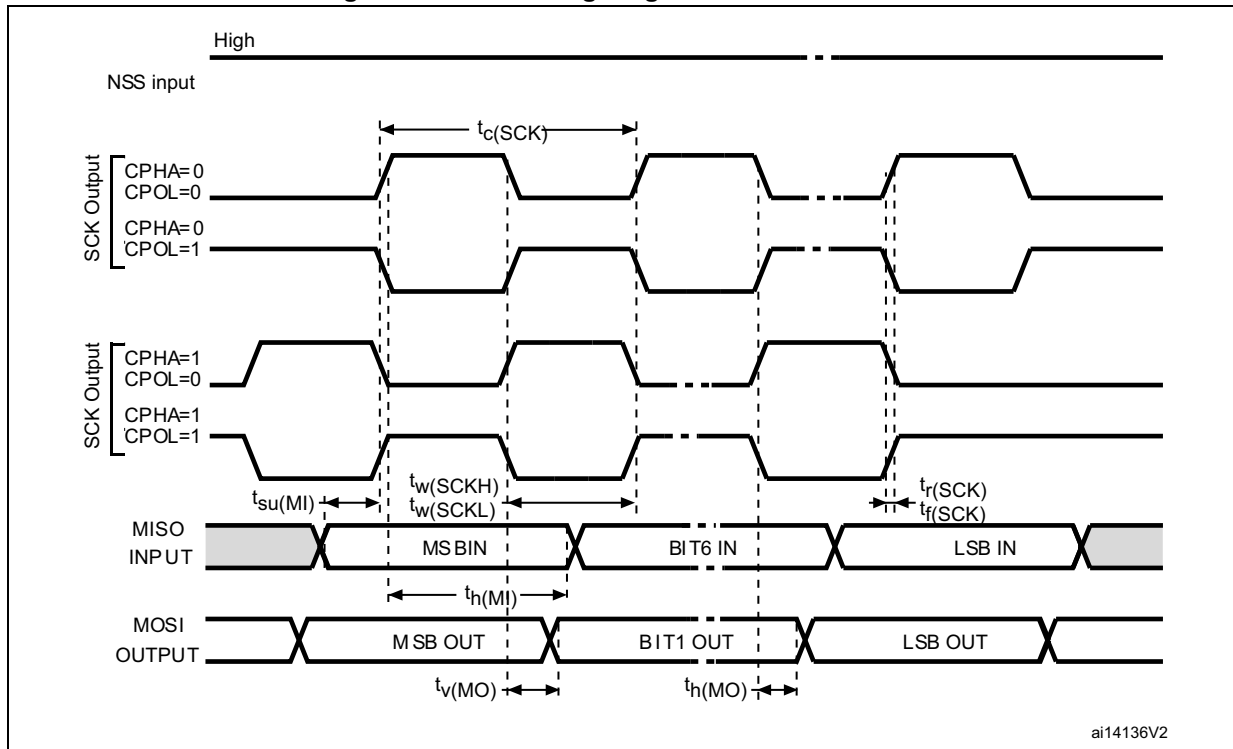 High
NSS input
tc(SCK)
SCK Output
CPHA=0
CPOL=0
CPHA=0
CPOL=1
SCK Output
CPHA=1
CPOL=0
CPHA=1
CPOL=1
tsu(MI)
tw(SCKH)
tw(SCKL)
tr(SCK)
tf(SCK)
MISO
INPUT
MSBIN
BIT6 IN
LSB IN
th(MI)
MOSI
OUTPUT
MSB OUT
BIT1 OUT
LSB OUT
tv(MO)
th(MO)
ai14136V2